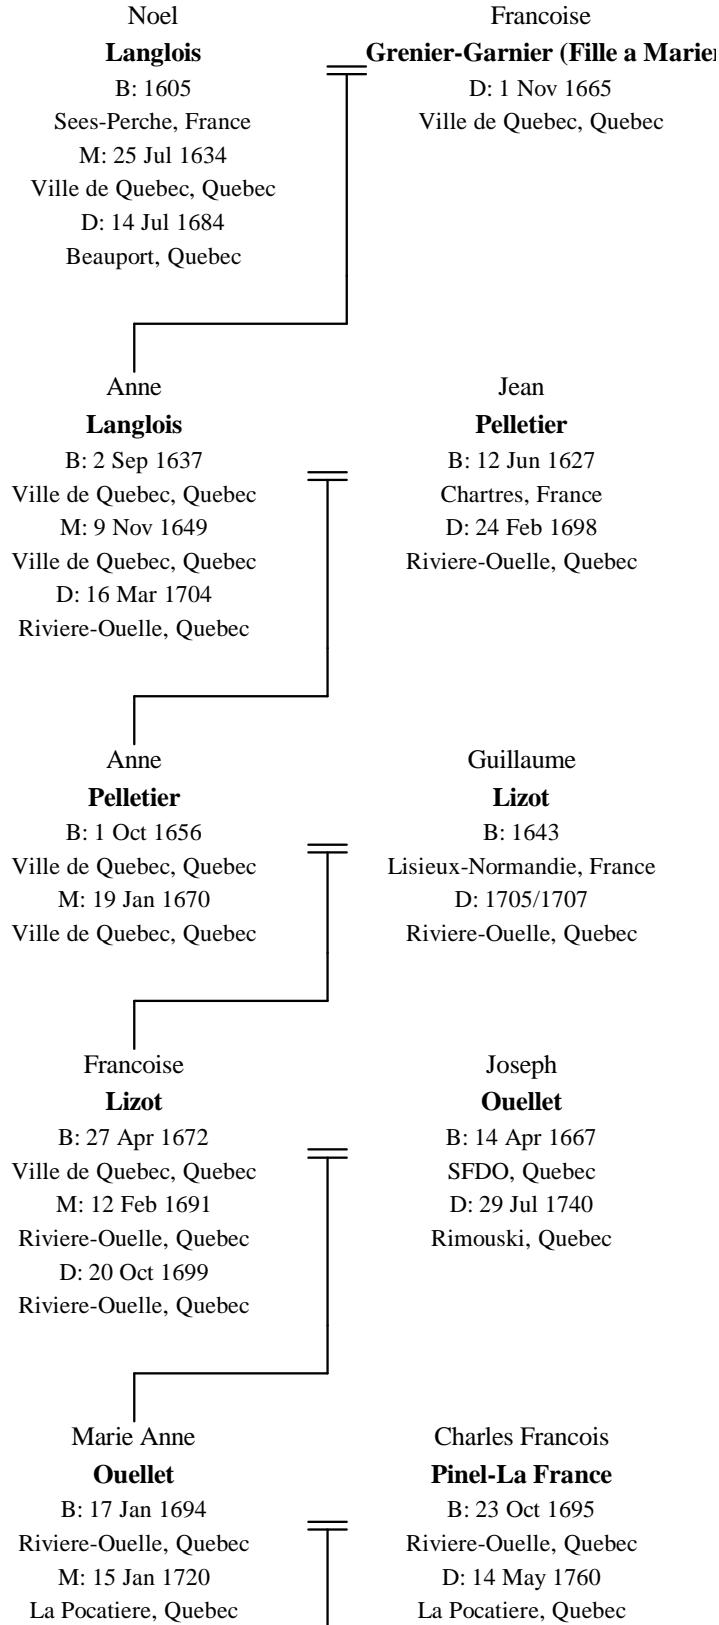 Noel
Langlois
B: 1605
Sees-Perche, France
M: 25 Jul 1634
Ville de Quebec, Quebec
D: 14 Jul 1684
Beauport, Quebec
Francoise
Grenier-Garnier (Fille a Marier
D: 1 Nov 1665
Ville de Quebec, Quebec
Anne
Langlois
B: 2 Sep 1637
Ville de Quebec, Quebec
M: 9 Nov 1649
Ville de Quebec, Quebec
D: 16 Mar 1704
Riviere-Ouelle, Quebec
Jean
Pelletier
B: 12 Jun 1627
Chartres, France
D: 24 Feb 1698
Riviere-Ouelle, Quebec
Anne
Pelletier
B: 1 Oct 1656
Ville de Quebec, Quebec
M: 19 Jan 1670
Ville de Quebec, Quebec
Guillaume
Lizot
B: 1643
Lisieux-Normandie, France
D: 1705/1707
Riviere-Ouelle, Quebec
Francoise
Lizot
B: 27 Apr 1672
Ville de Quebec, Quebec
M: 12 Feb 1691
Riviere-Ouelle, Quebec
D: 20 Oct 1699
Riviere-Ouelle, Quebec
Joseph
Ouellet
B: 14 Apr 1667
SFDO, Quebec
D: 29 Jul 1740
Rimouski, Quebec
Marie Anne
Ouellet
B: 17 Jan 1694
Riviere-Ouelle, Quebec
M: 15 Jan 1720
La Pocatiere, Quebec
Charles Francois
Pinel-La France
B: 23 Oct 1695
Riviere-Ouelle, Quebec
D: 14 May 1760
La Pocatiere, Quebec